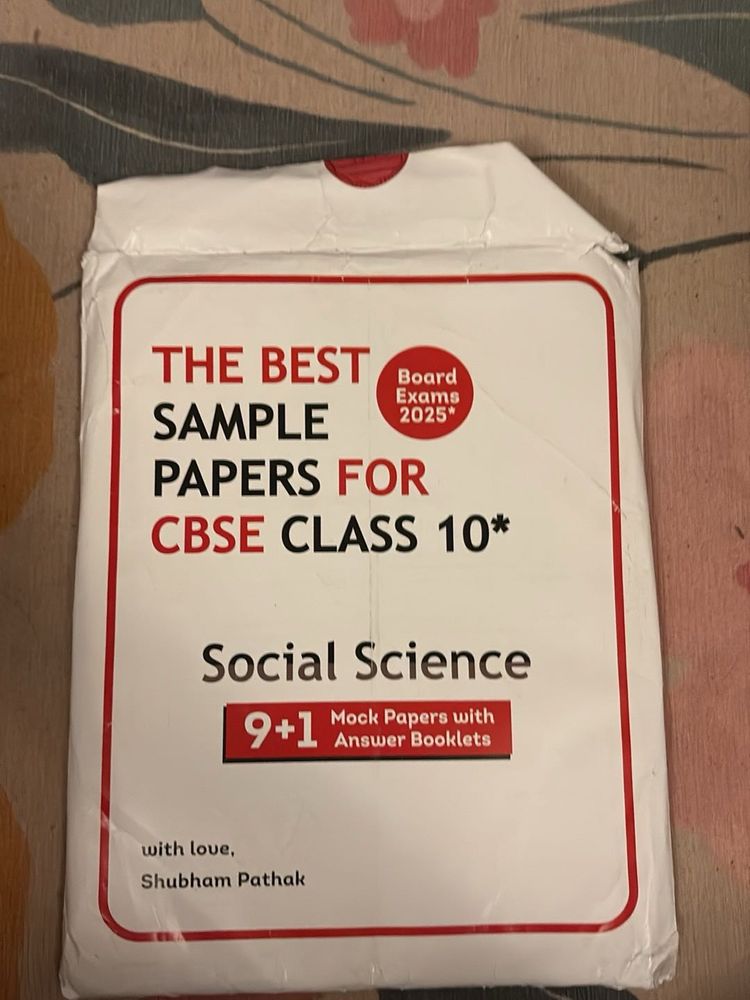 THE BEST
SAMPLE
PAPERS FOR
CBSE CLASS 10*
Board
Exams
2025*
Social Science
9+1 Mock Papers with
Answer Booklets
with love,
Shubham Pathak